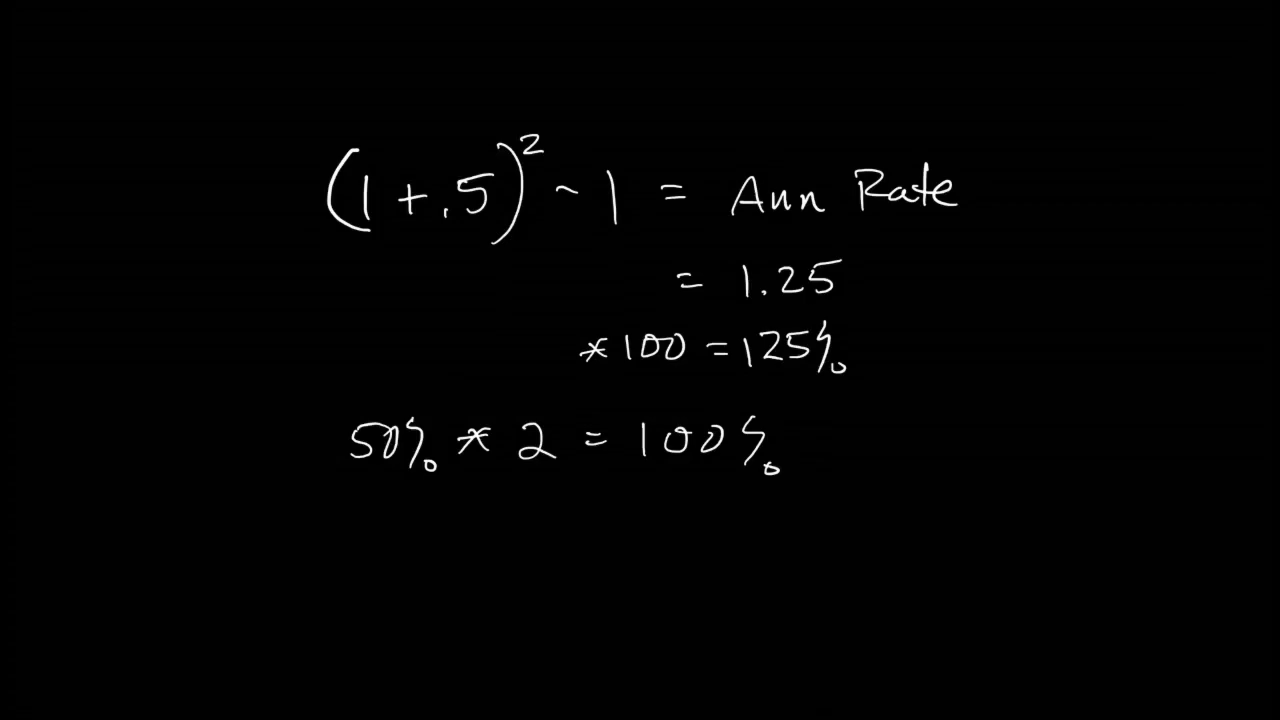 (1+.5)² - 1 = Ann Rate
= 1.25
*100 = 125%
50% * 2 = 100%